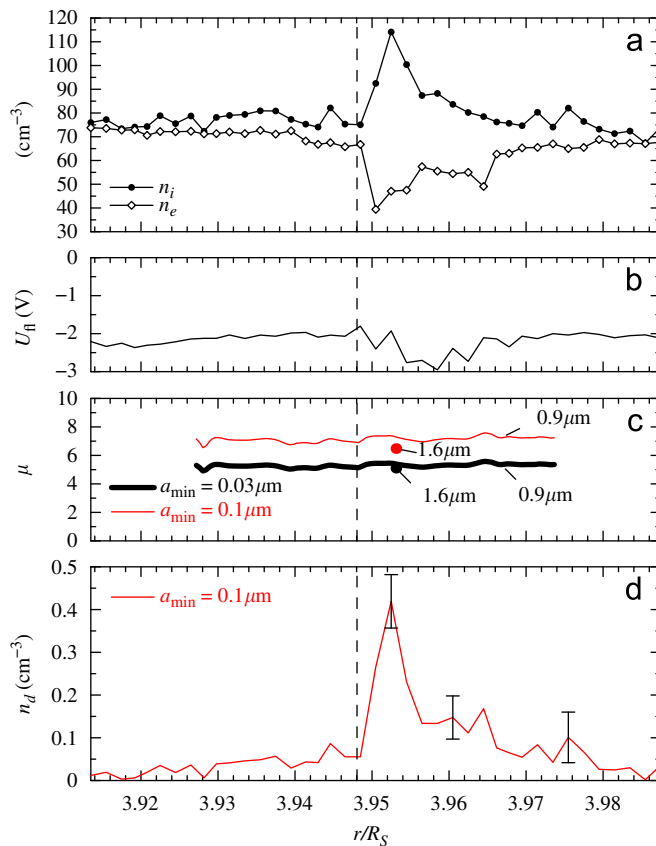 120
110
100
90
80
70
60
50
40
30
(cm⁻³)
a
nᵢ
nₑ
0
−1
−2
−3
U_fl (V)
b
10
8
6
4
2
0
μ
c
0.9μm
1.6μm
1.6μm
0.9μm
a_min = 0.03μm
a_min = 0.1μm
0.5
0.4
0.3
0.2
0.1
0
n_d (cm⁻³)
d
a_min = 0.1μm
3.92 3.93 3.94 3.95 3.96 3.97 3.98
r/R_S